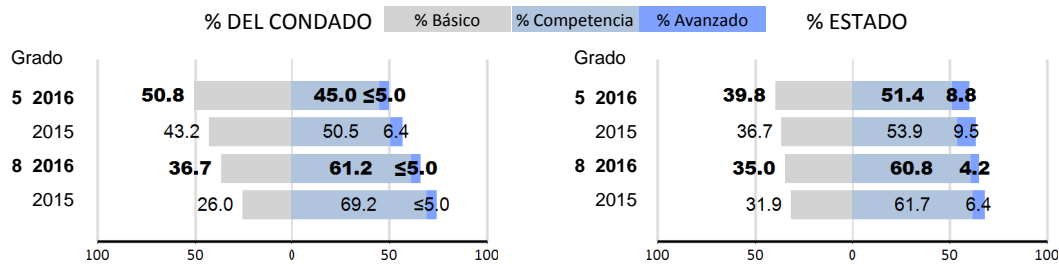 % DEL CONDADO % Básico % Competencia % Avanzado % ESTADO
Grado Grado
5 2016 50.8 45.0 ≤5.0 5 2016 39.8 51.4 8.8
2015 43.2 50.5 6.4 2015 36.7 53.9 9.5
8 2016 36.7 61.2 ≤5.0 8 2016 35.0 60.8 4.2
2015 26.0 69.2 ≤5.0 2015 31.9 61.7 6.4
100 50 0 50 100 100 50 0 50 100